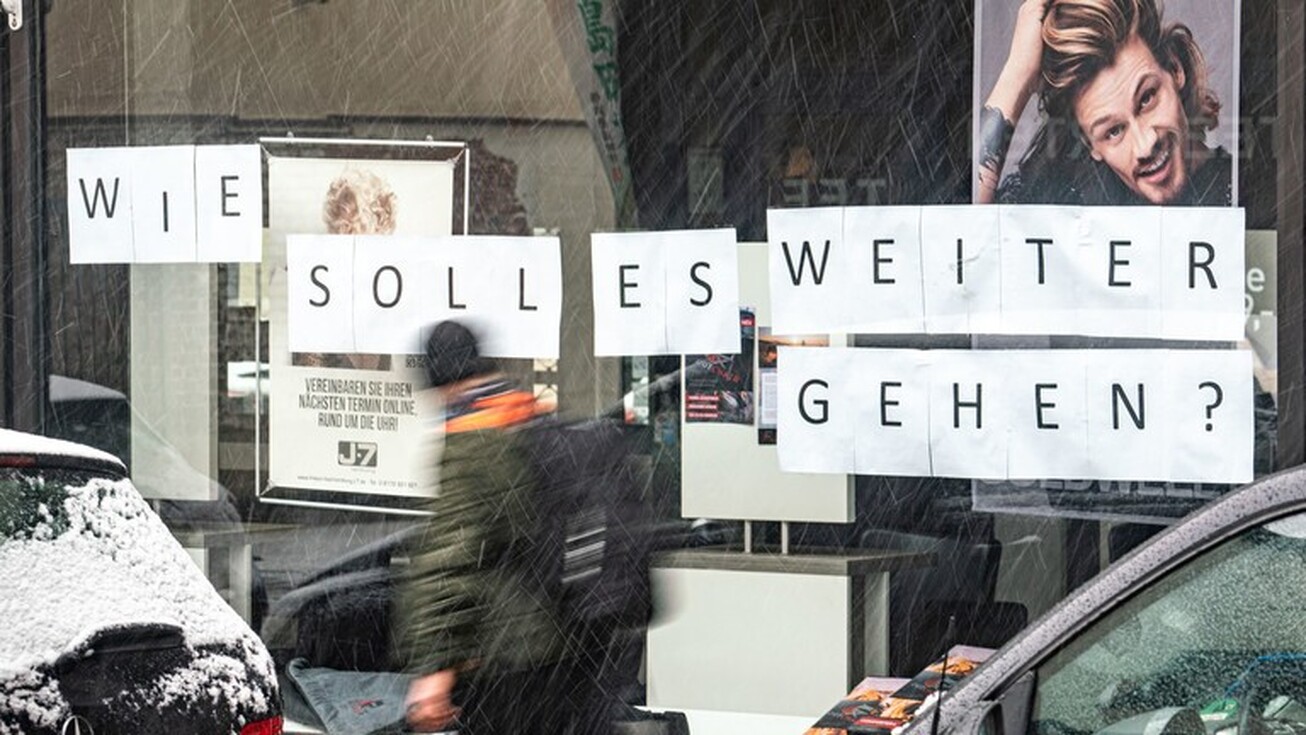 WIE
SOLL ES WEITER
GEHEN?
VEREINBAREN SIE IHREN
NÄCHSTEN TERMIN ONLINE,
RUND UM DIE UHR!
J.7